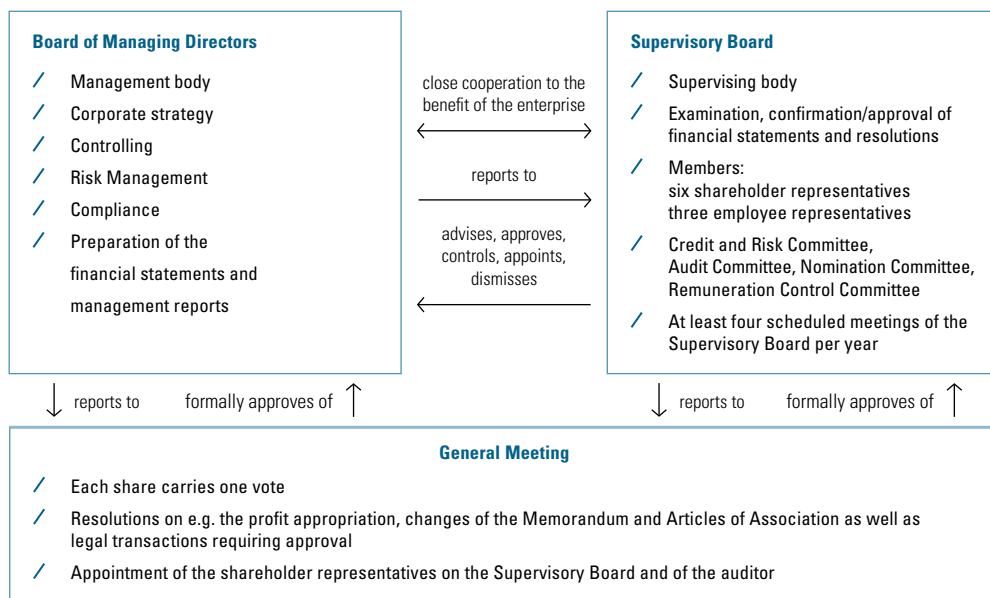 Board of Managing Directors
/ Management body
/ Corporate strategy
/ Controlling
/ Risk Management
/ Compliance
/ Preparation of the
financial statements and
management reports
close cooperation to the
benefit of the enterprise
reports to
advises, approves,
controls, appoints,
dismisses
Supervisory Board
/ Supervising body
/ Examination, confirmation/approval of
financial statements and resolutions
/ Members:
six shareholder representatives
three employee representatives
/ Credit and Risk Committee,
Audit Committee, Nomination Committee,
Remuneration Control Committee
/ At least four scheduled meetings of the
Supervisory Board per year
reports to
formally approves of
reports to
formally approves of
General Meeting
/ Each share carries one vote
/ Resolutions on e.g. the profit appropriation, changes of the Memorandum and Articles of Association as well as
legal transactions requiring approval
/ Appointment of the shareholder representatives on the Supervisory Board and of the auditor